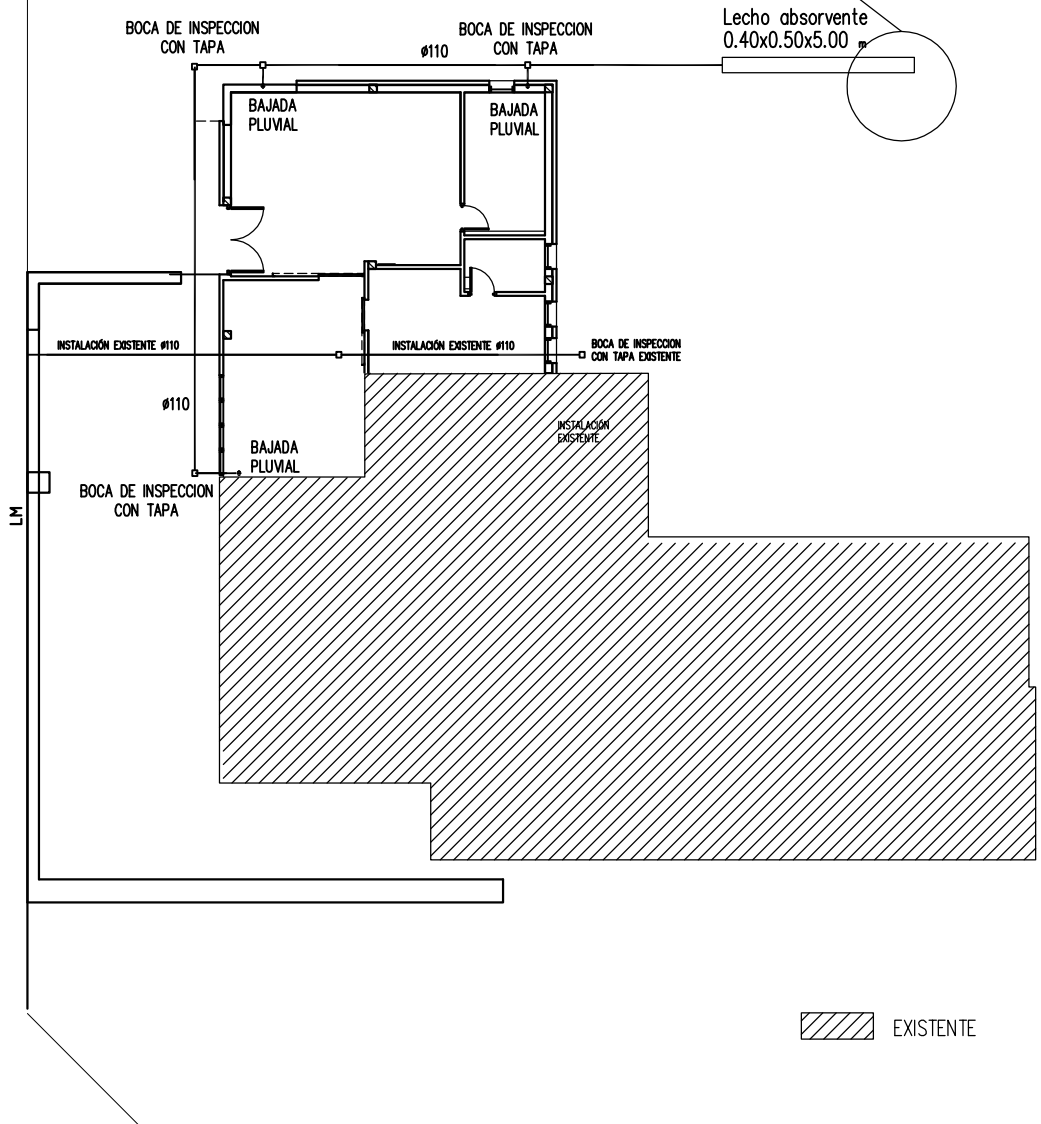 Lecho absorvente
0.40x0.50x5.00 m
BOCA DE INSPECCION
CON TAPA
BOCA DE INSPECCION
CON TAPA
ø110
BAJADA
PLUVIAL
BAJADA
PLUVIAL
INSTALACIÓN EXISTENTE ø110
INSTALACIÓN EXISTENTE ø110
BOCA DE INSPECCION
CON TAPA EXISTENTE
ø110
INSTALACIÓN
EXISTENTE
BAJADA
PLUVIAL
BOCA DE INSPECCION
CON TAPA
LM
EXISTENTE